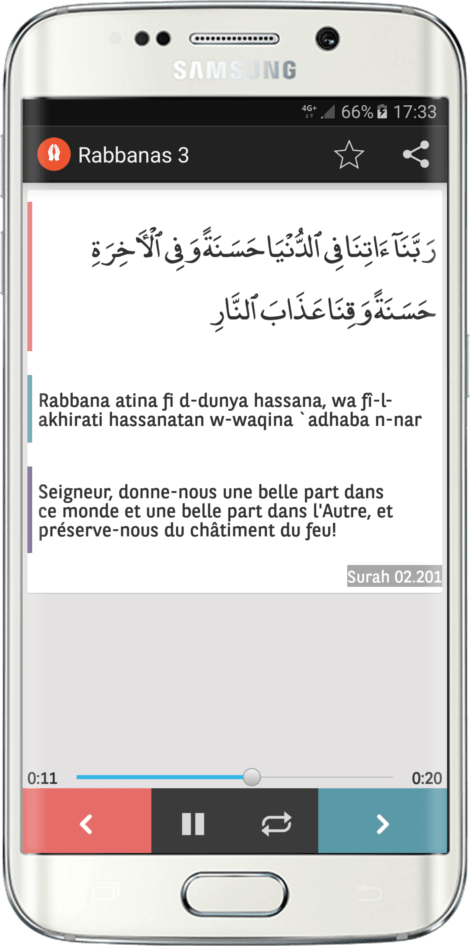 SAMSUNG
4G+ 66% 17:33
Rabbanas 3
رَبَّنَآ ءَاتِنَا فِى ٱلدُّنْيَا حَسَنَةً وَفِى ٱلْأَخِرَةِ
حَسَنَةً وَقِنَا عَذَابَ ٱلنَّارِ
Rabbana atina fi d-dunya hassana, wa fî-l-
akhirati hassanatan w-waqina `adhaba n-nar
Seigneur, donne-nous une belle part dans
ce monde et une belle part dans l'Autre, et
préserve-nous du châtiment du feu!
Surah 02.201
0:11 0:20